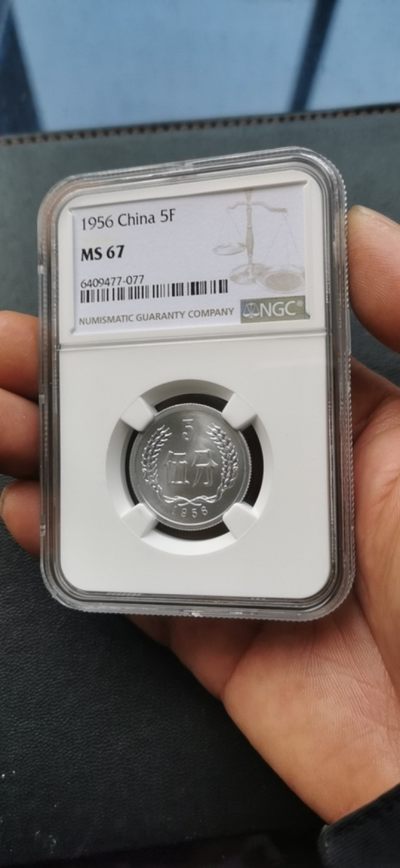 1956 China 5F
MS 67
6409477-077
NUMISMATIC GUARANTY COMPANY
NGC®
5
伍分
1956